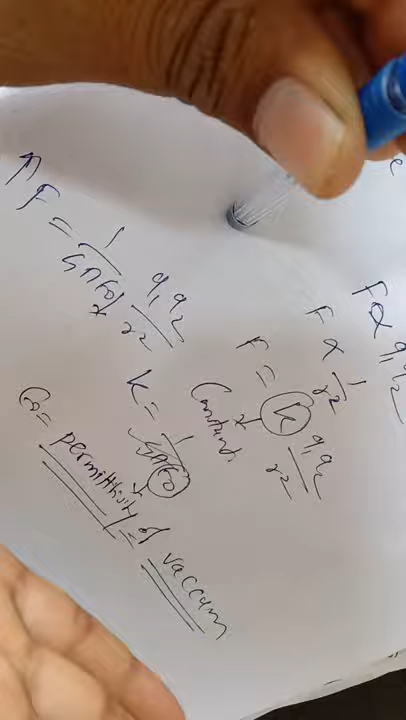 F ∝ q₁q₂
F ∝ 1/r²
F = K q₁q₂/r²
Constant
K = 1/4πε₀
ε₀ = permittivity of vaccum
↑ F = 1/4πε₀ q₁q₂/r²